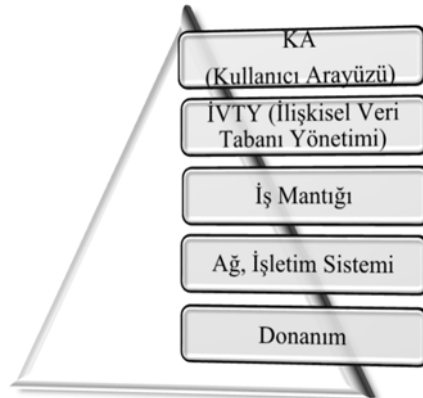 KA
(Kullanıcı Arayüzü)
İVTY (İlişkisel Veri
Tabanı Yönetimi)
İş Mantığı
Ağ, İşletim Sistemi
Donanım